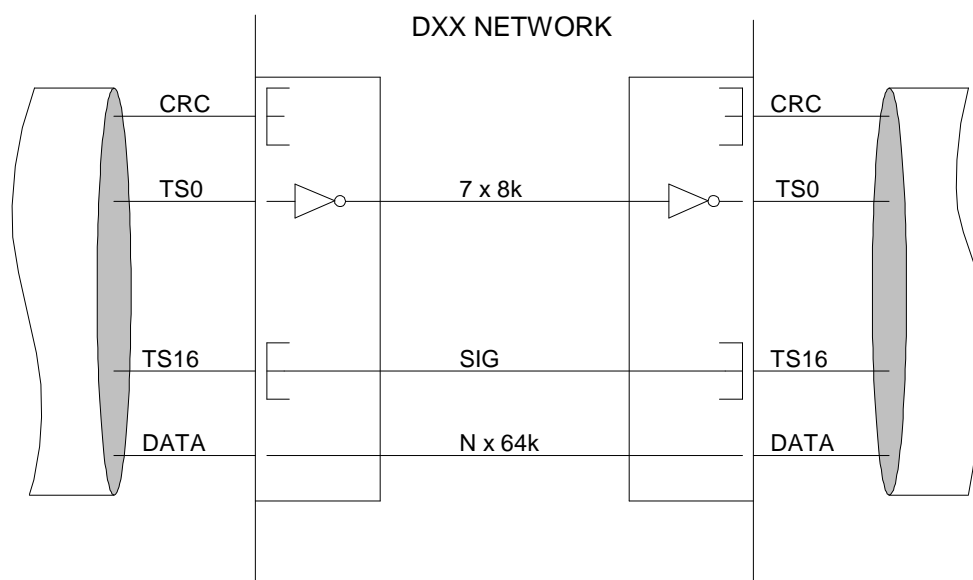 DXX NETWORK
CRC CRC
TS0 7 x 8k TS0
TS16 SIG TS16
DATA N x 64k DATA